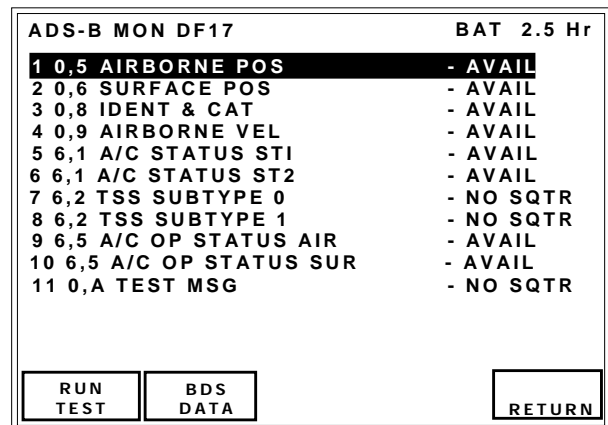 ADS-B MON DF17 BAT 2.5 Hr
1 0,5 AIRBORNE POS - AVAIL
2 0,6 SURFACE POS - AVAIL
3 0,8 IDENT & CAT - AVAIL
4 0,9 AIRBORNE VEL - AVAIL
5 6,1 A/C STATUS STI - AVAIL
6 6,1 A/C STATUS ST2 - AVAIL
7 6,2 TSS SUBTYPE 0 - NO SQTR
8 6,2 TSS SUBTYPE 1 - NO SQTR
9 6,5 A/C OP STATUS AIR - AVAIL
10 6,5 A/C OP STATUS SUR - AVAIL
11 0,A TEST MSG - NO SQTR
RUN
TEST
BDS
DATA
RETURN